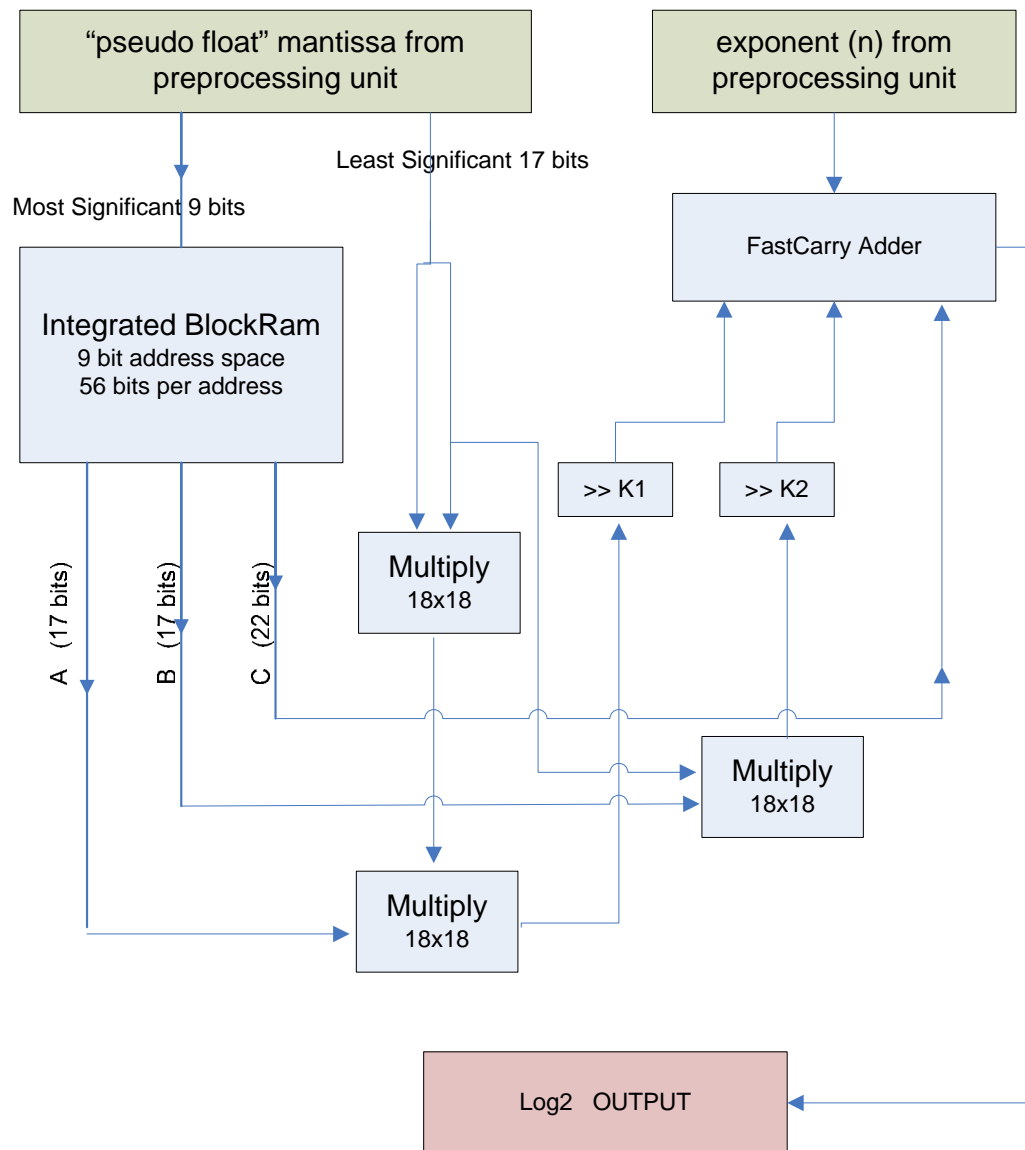 “pseudo float” mantissa from
preprocessing unit
exponent (n) from
preprocessing unit
Least Significant 17 bits
Most Significant 9 bits
FastCarry Adder
Integrated BlockRam
9 bit address space
56 bits per address
>> K1
>> K2
A (17 bits)
B (17 bits)
C (22 bits)
Multiply
18x18
Multiply
18x18
Multiply
18x18
Log2 OUTPUT